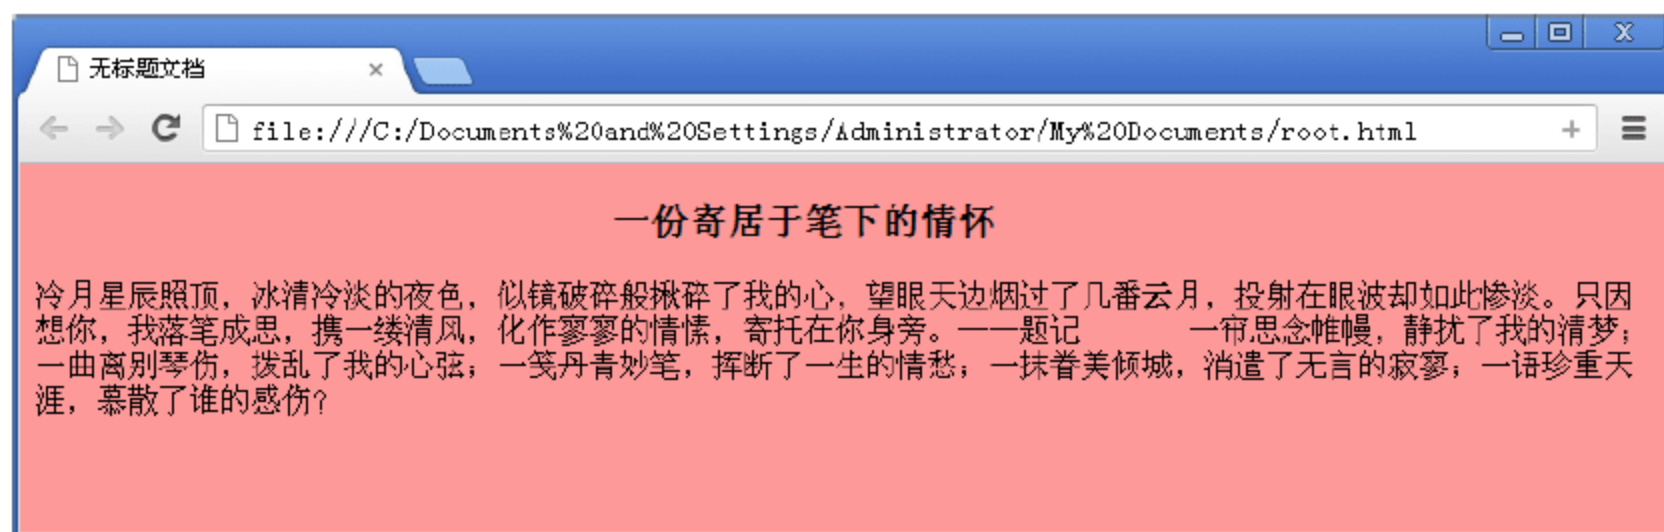 无标题文档
file:///C:/Documents%20and%20Settings/Administrator/My%20Documents/root.html
一份寄居于笔下的情怀
冷月星辰照顶，冰清冷淡的夜色，似镜破碎般揪碎了我的心，望眼天边烟过了几番云月，投射在眼波却如此惨淡。只因
想你，我落笔成思，携一缕清风，化作寥寥的情愫，寄托在你身旁。——题记 一帘思念帷幔，静扰了我的清梦；
一曲离别琴伤，拨乱了我的心弦；一笺丹青妙笔，挥断了一生的情愁；一抹眷美倾城，消遣了无言的寂寥；一语珍重天
涯，慕散了谁的感伤？